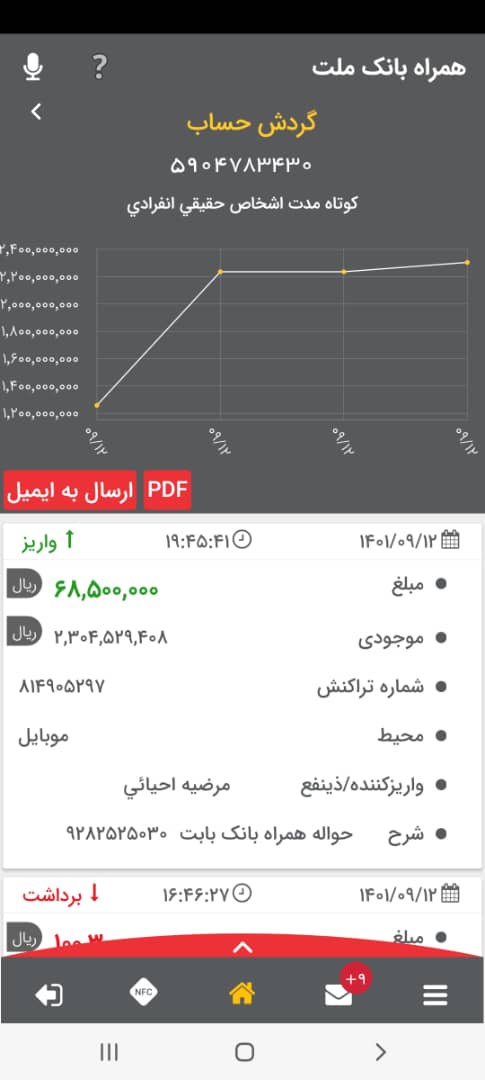 همراه بانک ملت
?
گردش حساب
۵۹۰۴۷۸۳۴۳۰
کوتاه مدت اشخاص حقيقي انفرادي
۲,۴۰۰,۰۰۰,۰۰۰
۲,۲۰۰,۰۰۰,۰۰۰
۲,۰۰۰,۰۰۰,۰۰۰
۱,۸۰۰,۰۰۰,۰۰۰
۱,۶۰۰,۰۰۰,۰۰۰
۱,۴۰۰,۰۰۰,۰۰۰
۱,۲۰۰,۰۰۰,۰۰۰
۰۹/۱۲ ۰۹/۱۲ ۰۹/۱۲ ۰۹/۱۲
PDF ارسال به ایمیل
۱۴۰۱/۰۹/۱۲ ۱۹:۴۵:۴۱ واریز
مبلغ ۶۸,۵۰۰,۰۰۰ ریال
موجودی ۲,۳۰۴,۵۲۹,۴۰۸ ریال
شماره تراکنش ۸۱۴۹۰۵۲۹۷
محیط موبایل
واریزکننده/ذینفع مرضیه احیائي
شرح حواله همراه بانک بابت ۹۲۸۲۵۲۵۰۳۰
۱۴۰۱/۰۹/۱۲ ۱۶:۴۶:۲۷ برداشت
مبلغ ریال
+۹
NFC